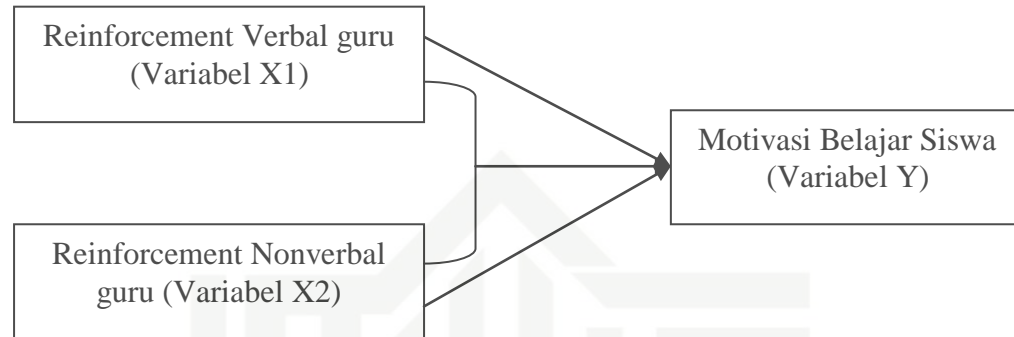 Reinforcement Verbal guru
(Variabel X1)
Motivasi Belajar Siswa
(Variabel Y)
Reinforcement Nonverbal
guru (Variabel X2)